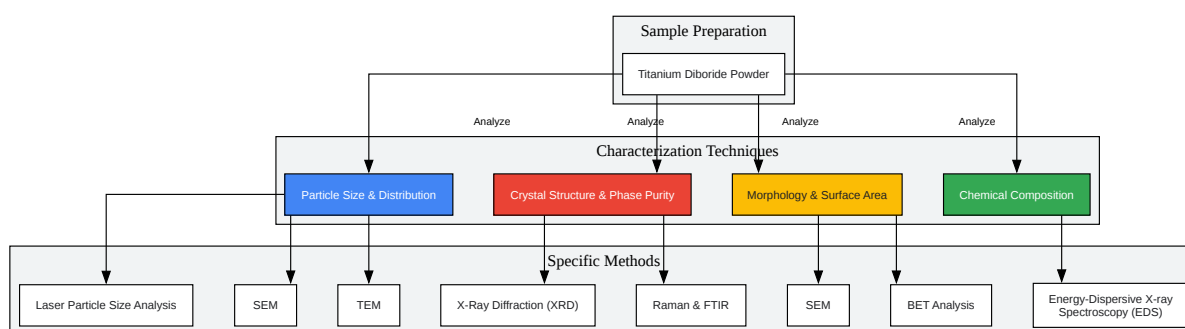 Sample Preparation
Titanium Diboride Powder
Analyze
Analyze
Analyze
Analyze
Characterization Techniques
Particle Size & Distribution
Crystal Structure & Phase Purity
Morphology & Surface Area
Chemical Composition
Specific Methods
Laser Particle Size Analysis
SEM
TEM
X-Ray Diffraction (XRD)
Raman & FTIR
SEM
BET Analysis
Energy-Dispersive X-ray
Spectroscopy (EDS)